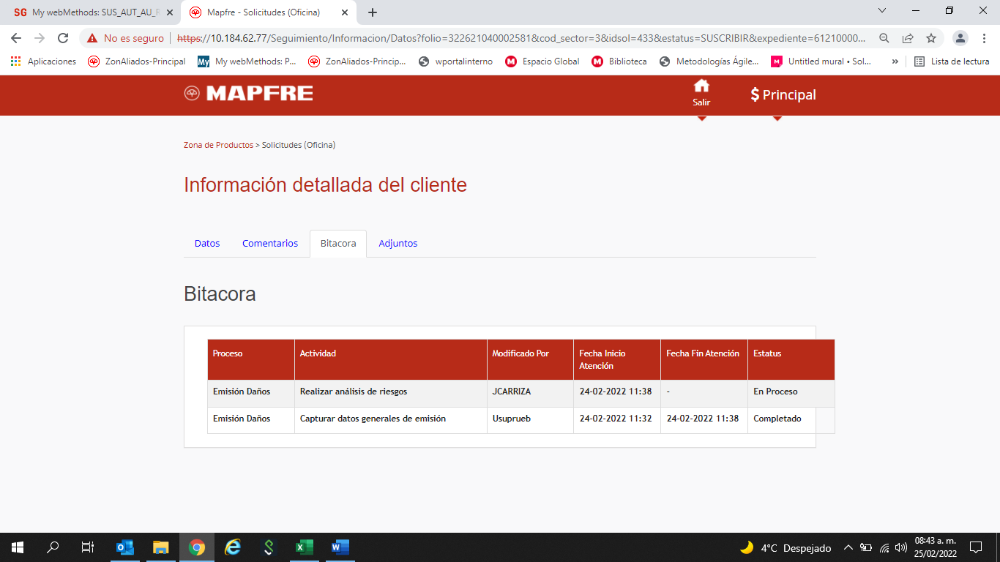 SG My webMethods: SUS_AUT_AU_R
Mapfre - Solicitudes (Oficina)
No es seguro
https://10.184.62.77/Seguimiento/Informacion/Datos?folio=322621040002581&cod_sector=3&idsol=433&estatus=SUSCRIBIR&expediente=61210000...
Aplicaciones
ZonAliados-Principal
My webMethods: P...
ZonAliados-Princip...
wportalinterno
Espacio Global
Biblioteca
Metodologías Ágile...
Untitled mural • Sol...
»
Lista de lectura
MAPFRE
Salir
$ Principal
Zona de Productos > Solicitudes (Oficina)
Información detallada del cliente
Datos
Comentarios
Bitacora
Adjuntos
Bitacora
Proceso Actividad Modificado Por Fecha Inicio Atención Fecha Fin Atención Estatus
Emisión Daños Realizar análisis de riesgos JCARRIZA 24-02-2022 11:38 - En Proceso
Emisión Daños Capturar datos generales de emisión Usuprueb 24-02-2022 11:32 24-02-2022 11:38 Completado
4°C Despejado
08:43 a. m.
25/02/2022